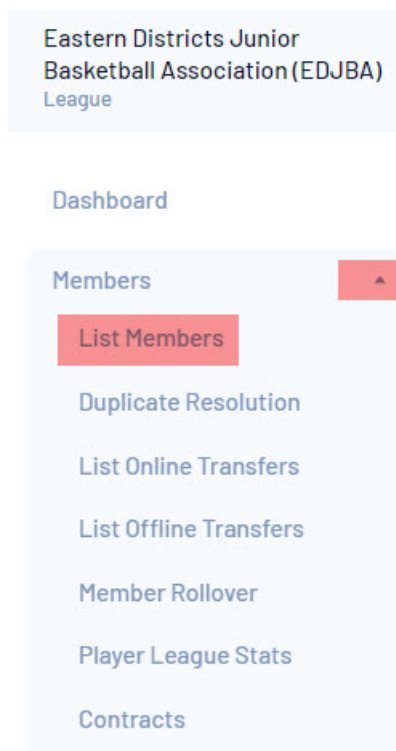 Eastern Districts Junior
Basketball Association (EDJBA)
League
Dashboard
Members
List Members
Duplicate Resolution
List Online Transfers
List Offline Transfers
Member Rollover
Player League Stats
Contracts